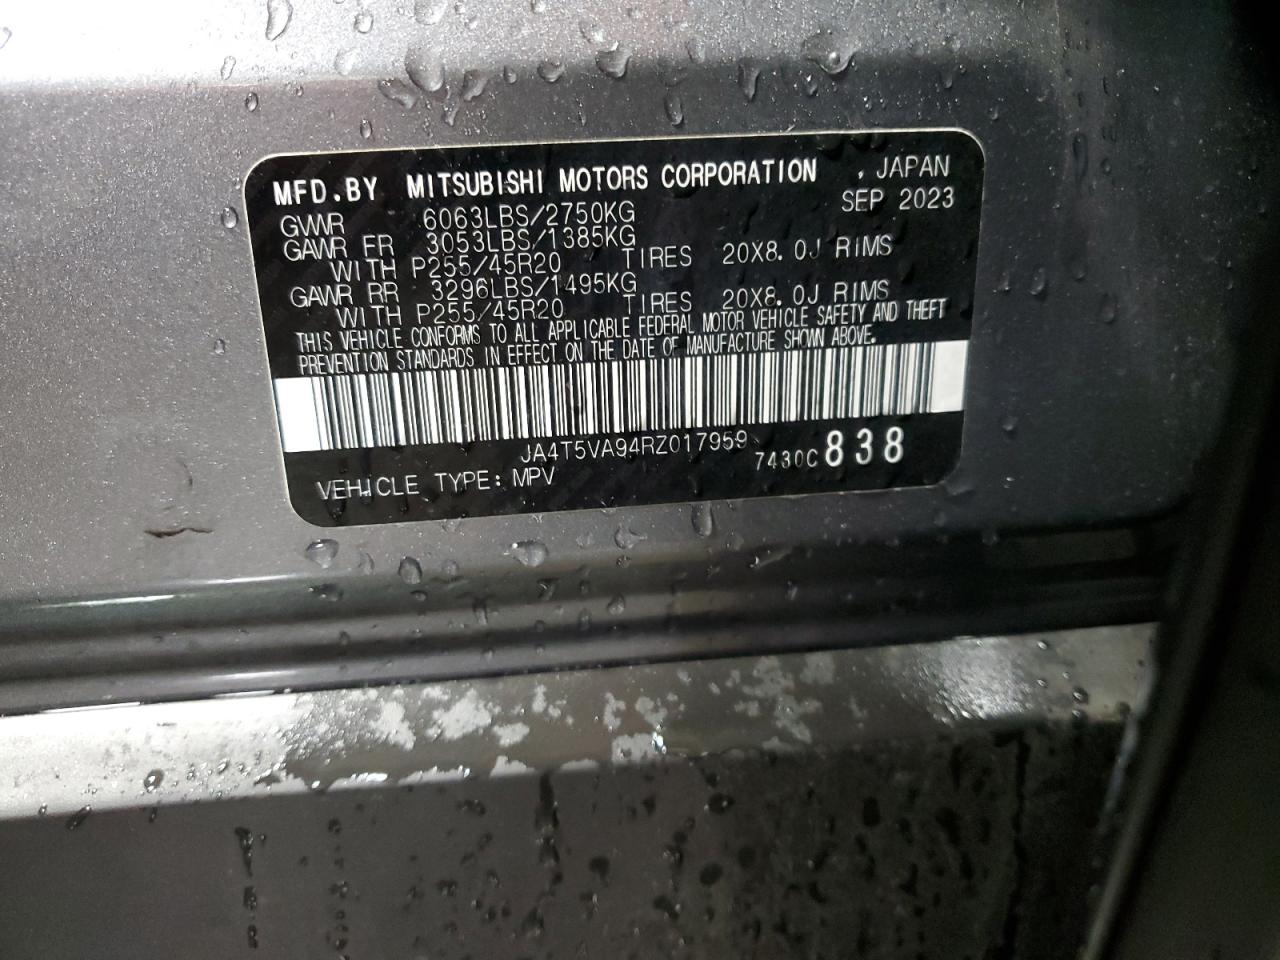 MFD.BY MITSUBISHI MOTORS CORPORATION , JAPAN
SEP 2023
GVWR 6063LBS/2750KG
GAWR FR 3053LBS/1385KG
WITH P255/45R20 TIRES 20X8.0J RIMS
GAWR RR 3296LBS/1495KG
WITH P255/45R20 TIRES 20X8.0J RIMS
THIS VEHICLE CONFORMS TO ALL APPLICABLE FEDERAL MOTOR VEHICLE SAFETY AND THEFT
PREVENTION STANDARDS IN EFFECT ON THE DATE OF MANUFACTURE SHOWN ABOVE.
JA4T5VA94RZ017959
7430C 838
VEHICLE TYPE: MPV